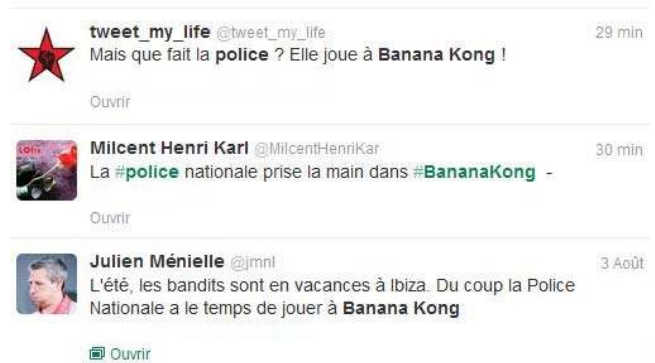 tweet_my_life @tweet_my_life 29 min
Mais que fait la police ? Elle joue à Banana Kong !
Ouvrir
Milcent Henri Karl @MilcentHenriKar 30 min
La #police nationale prise la main dans #BananaKong -
Ouvrir
Julien Ménielle @jmnl 3 Août
L'été, les bandits sont en vacances à Ibiza. Du coup la Police
Nationale a le temps de jouer à Banana Kong
Ouvrir